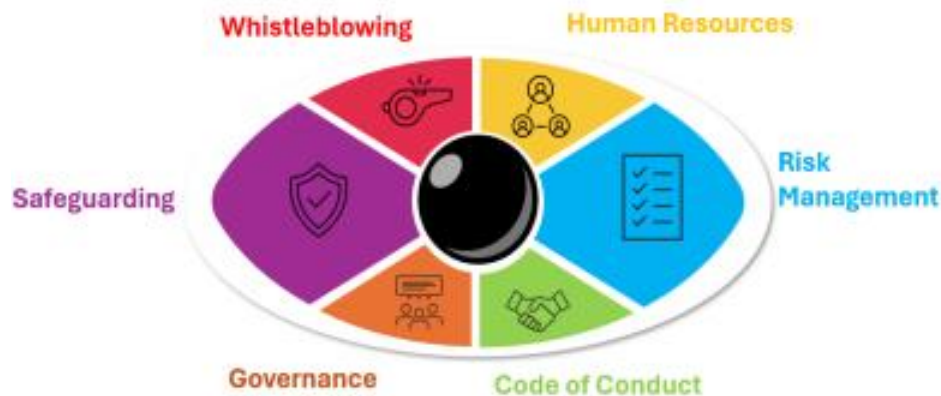 Whistleblowing
Human Resources
Safeguarding
Risk
Management
Governance
Code of Conduct